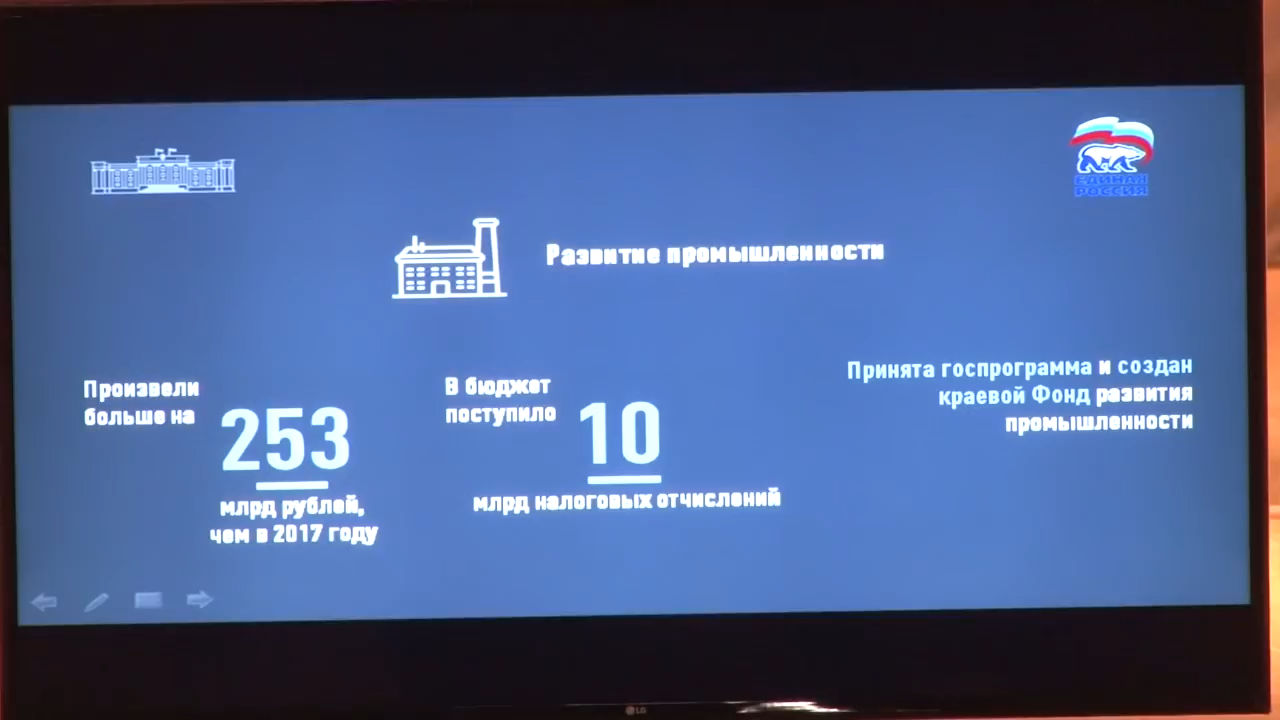 ЕДИНАЯ
РОССИЯ
Развитие промышленности
Произвели
больше на
253
млрд рублей,
чем в 2017 году
В бюджет
поступило
10
млрд налоговых отчислений
Принята госпрограмма и создан
краевой Фонд развития
промышленности
LG